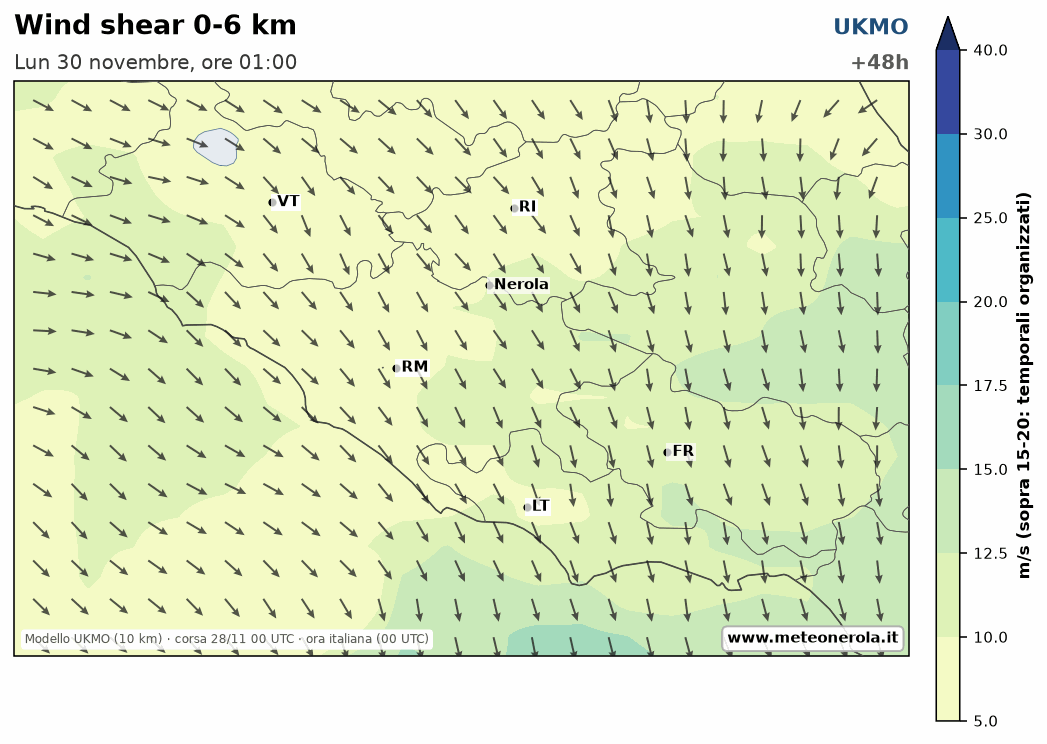 Wind shear 0-6 km
UKMO
Lun 30 novembre, ore 01:00
+48h
VT
RI
Nerola
RM
FR
LT
Modello UKMO (10 km) · corsa 28/11 00 UTC · ora italiana (00 UTC)
www.meteonerola.it
40.0
30.0
25.0
20.0
17.5
15.0
12.5
10.0
5.0
m/s (sopra 15-20: temporali organizzati)